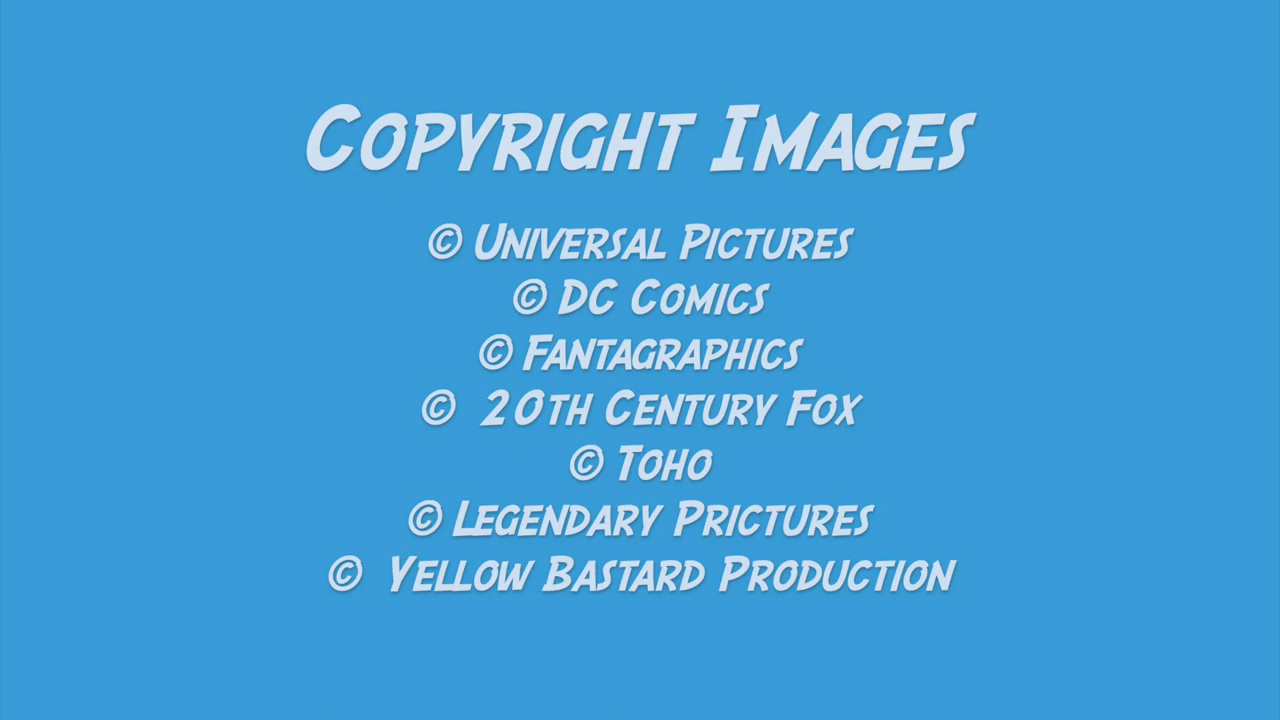 Copyright Images
© Universal Pictures
© DC Comics
© Fantagraphics
© 20th Century Fox
© Toho
© Legendary Prictures
© Yellow Bastard Production